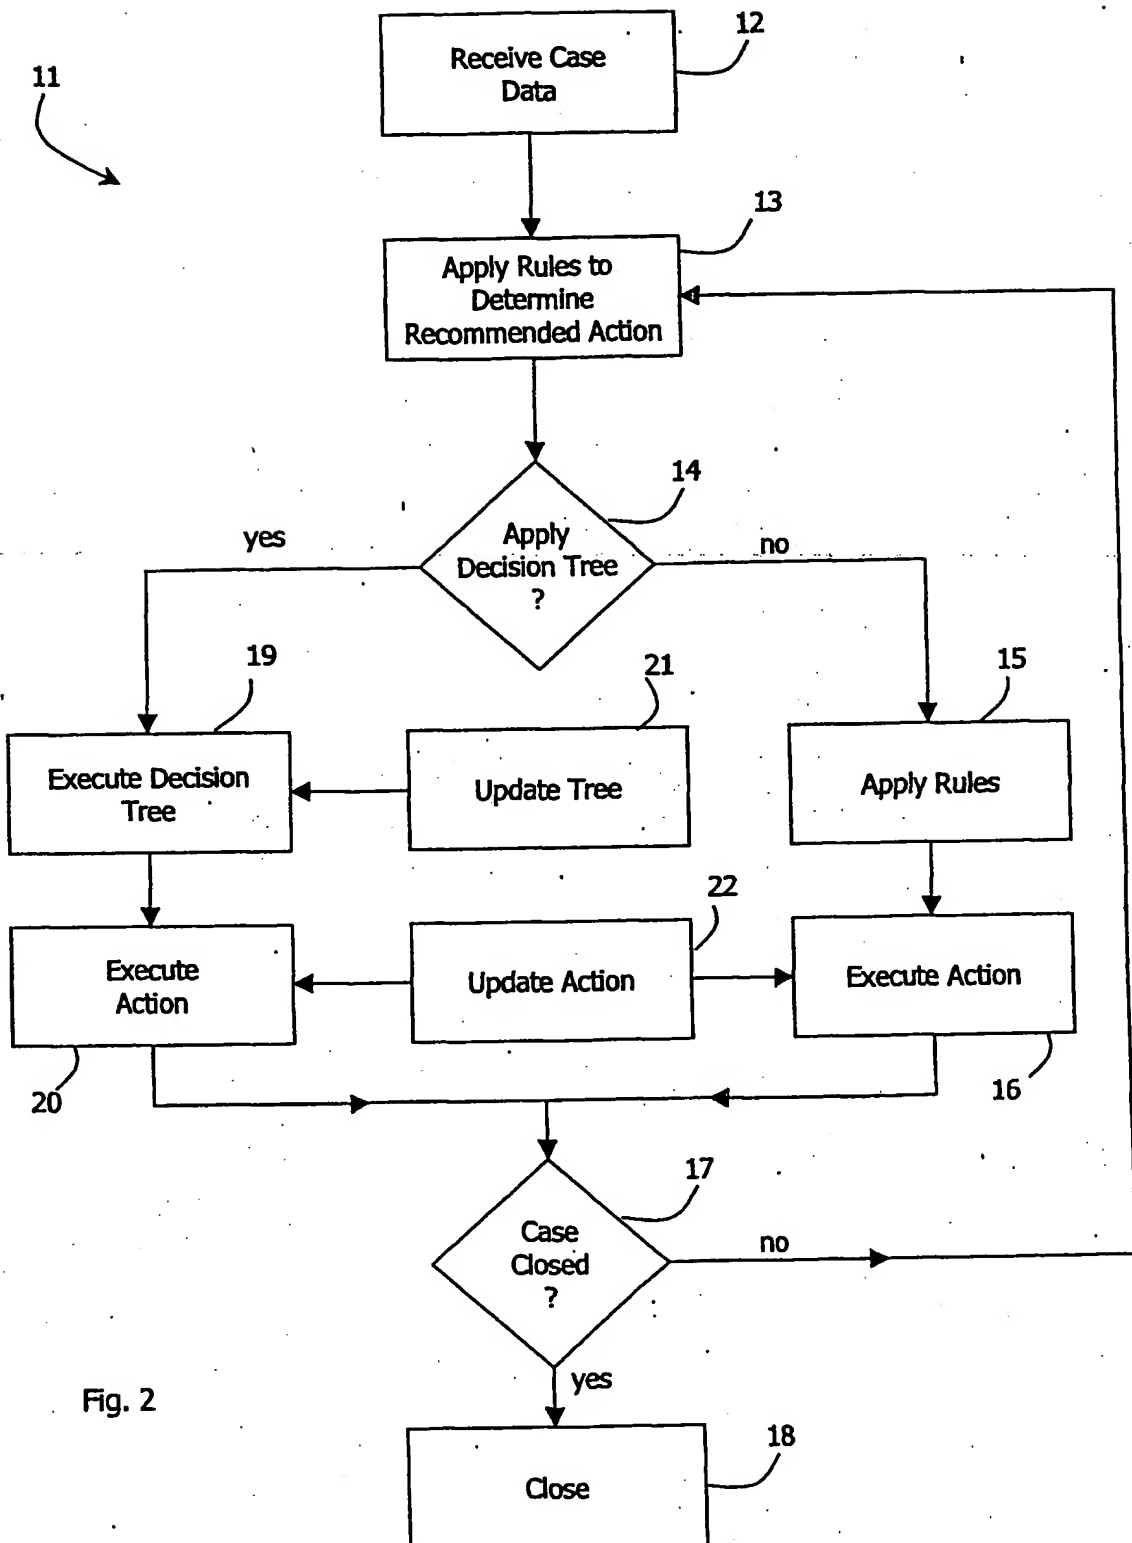 12
Receive Case
Data
11
13
Apply Rules to
Determine
Recommended Action
14
Apply
Decision Tree
?
yes
no
19
21
15
Execute Decision
Tree
Update Tree
Apply Rules
22
Execute
Action
Update Action
Execute Action
20
16
17
Case
Closed
?
no
yes
Fig. 2
18
Close